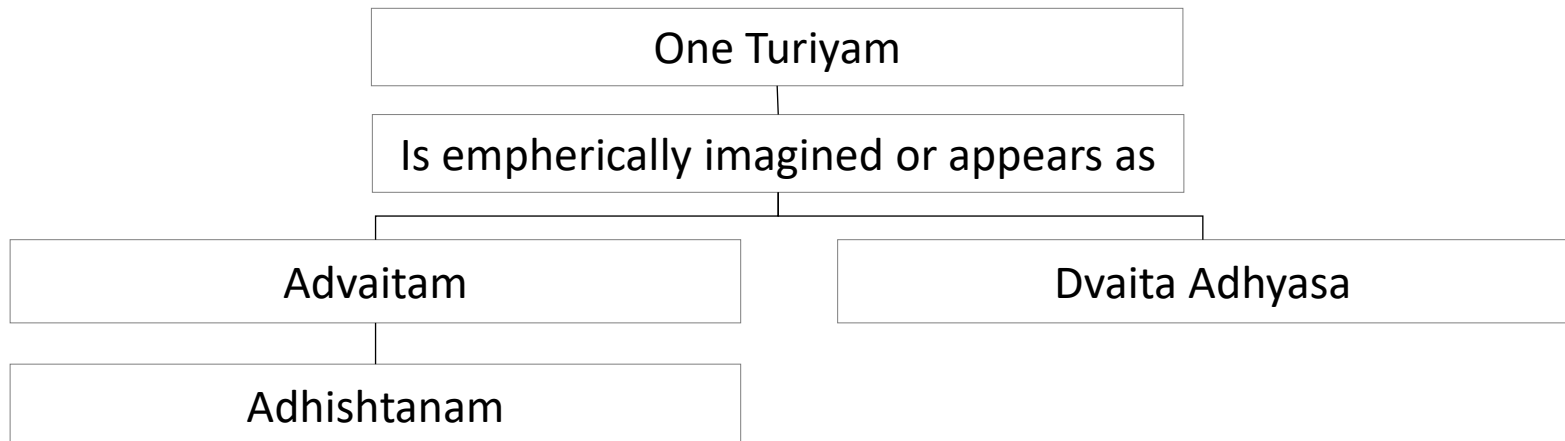 One Turiyam
Is empherically imagined or appears as
Advaitam
Dvaita Adhyasa
Adhishtanam